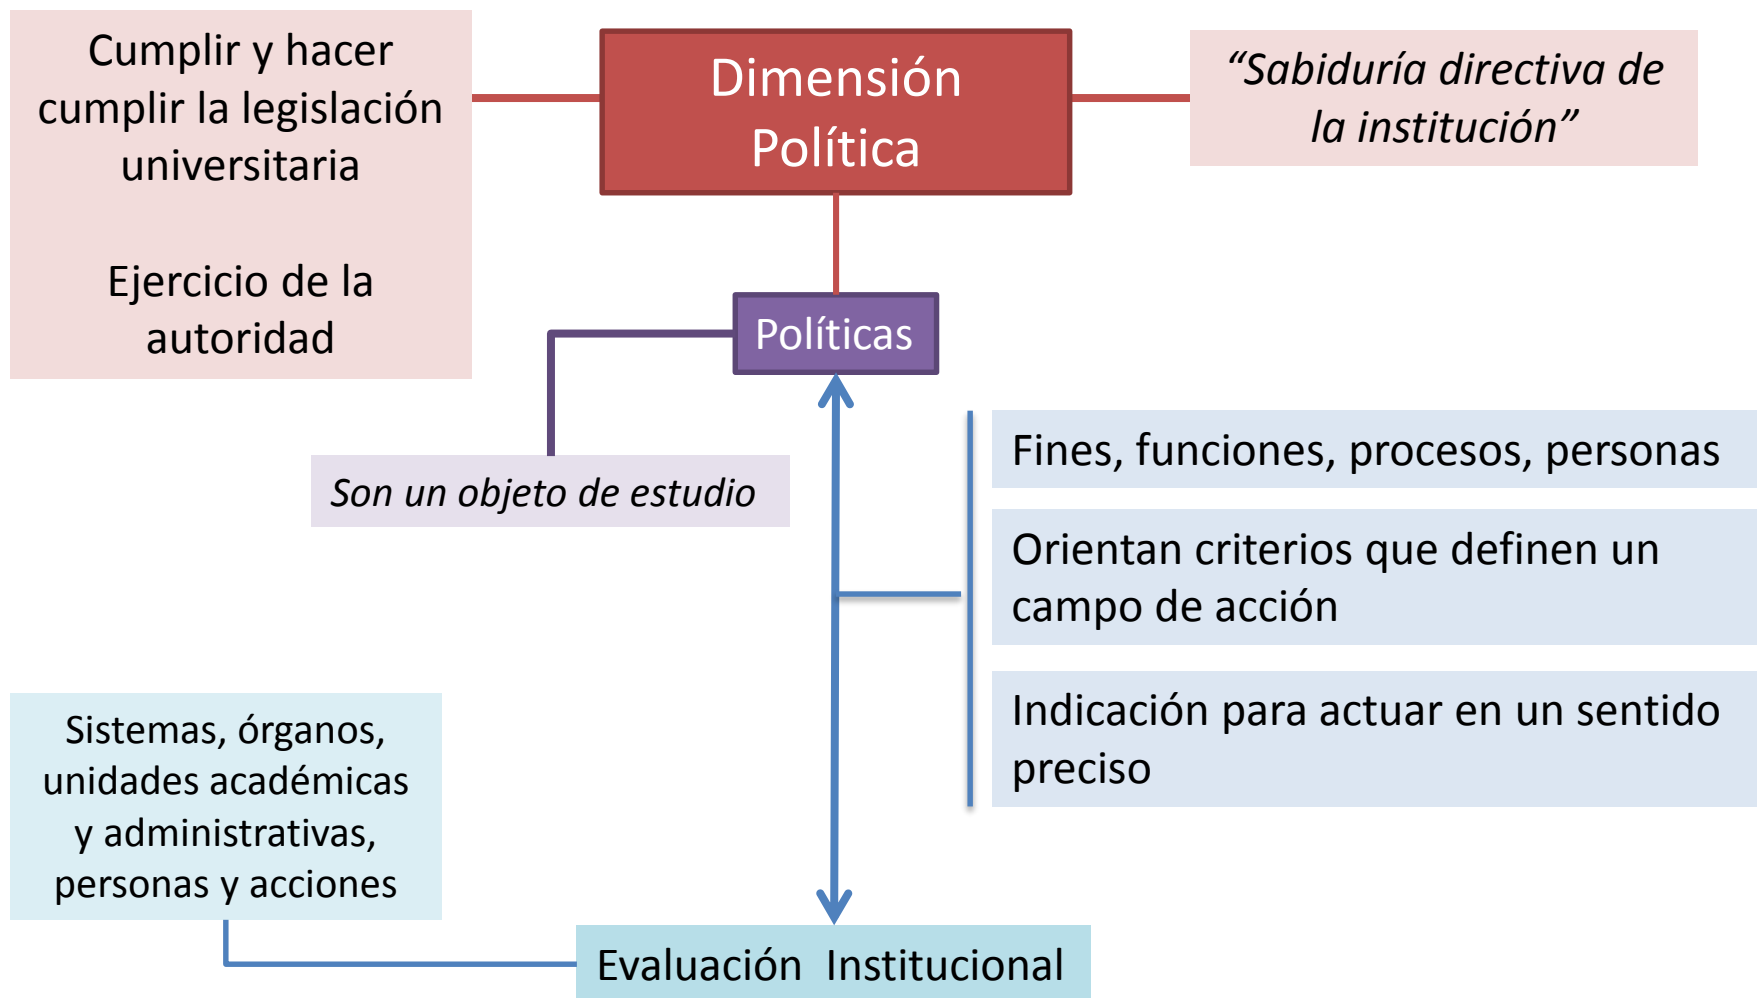 Cumplir y hacer
cumplir la legislación
universitaria
Ejercicio de la
autoridad
Dimensión
Política
“Sabiduría directiva de
la institución”
Políticas
Son un objeto de estudio
Fines, funciones, procesos, personas
Orientan criterios que definen un
campo de acción
Indicación para actuar en un sentido
preciso
Sistemas, órganos,
unidades académicas
y administrativas,
personas y acciones
Evaluación Institucional